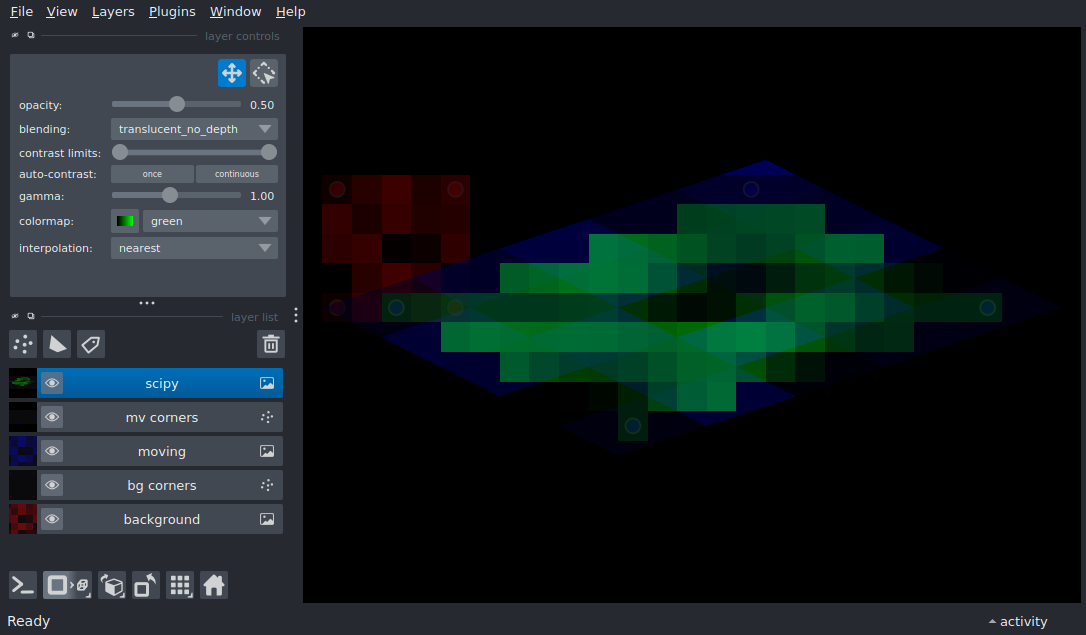 File View Layers Plugins Window Help
layer controls
opacity: 0.50
blending: translucent_no_depth
contrast limits:
auto-contrast: once continuous
gamma: 1.00
colormap: green
interpolation: nearest
layer list
scipy
mv corners
moving
bg corners
background
Ready activity